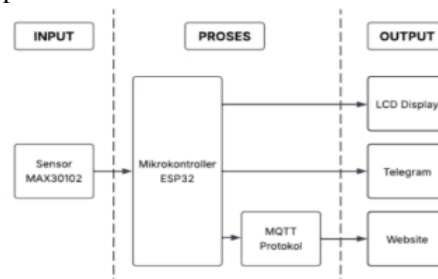 INPUT
PROSES
OUTPUT
Sensor
MAX30102
Mikrokontroller
ESP32
MQTT
Protokol
LCD Display
Telegram
Website